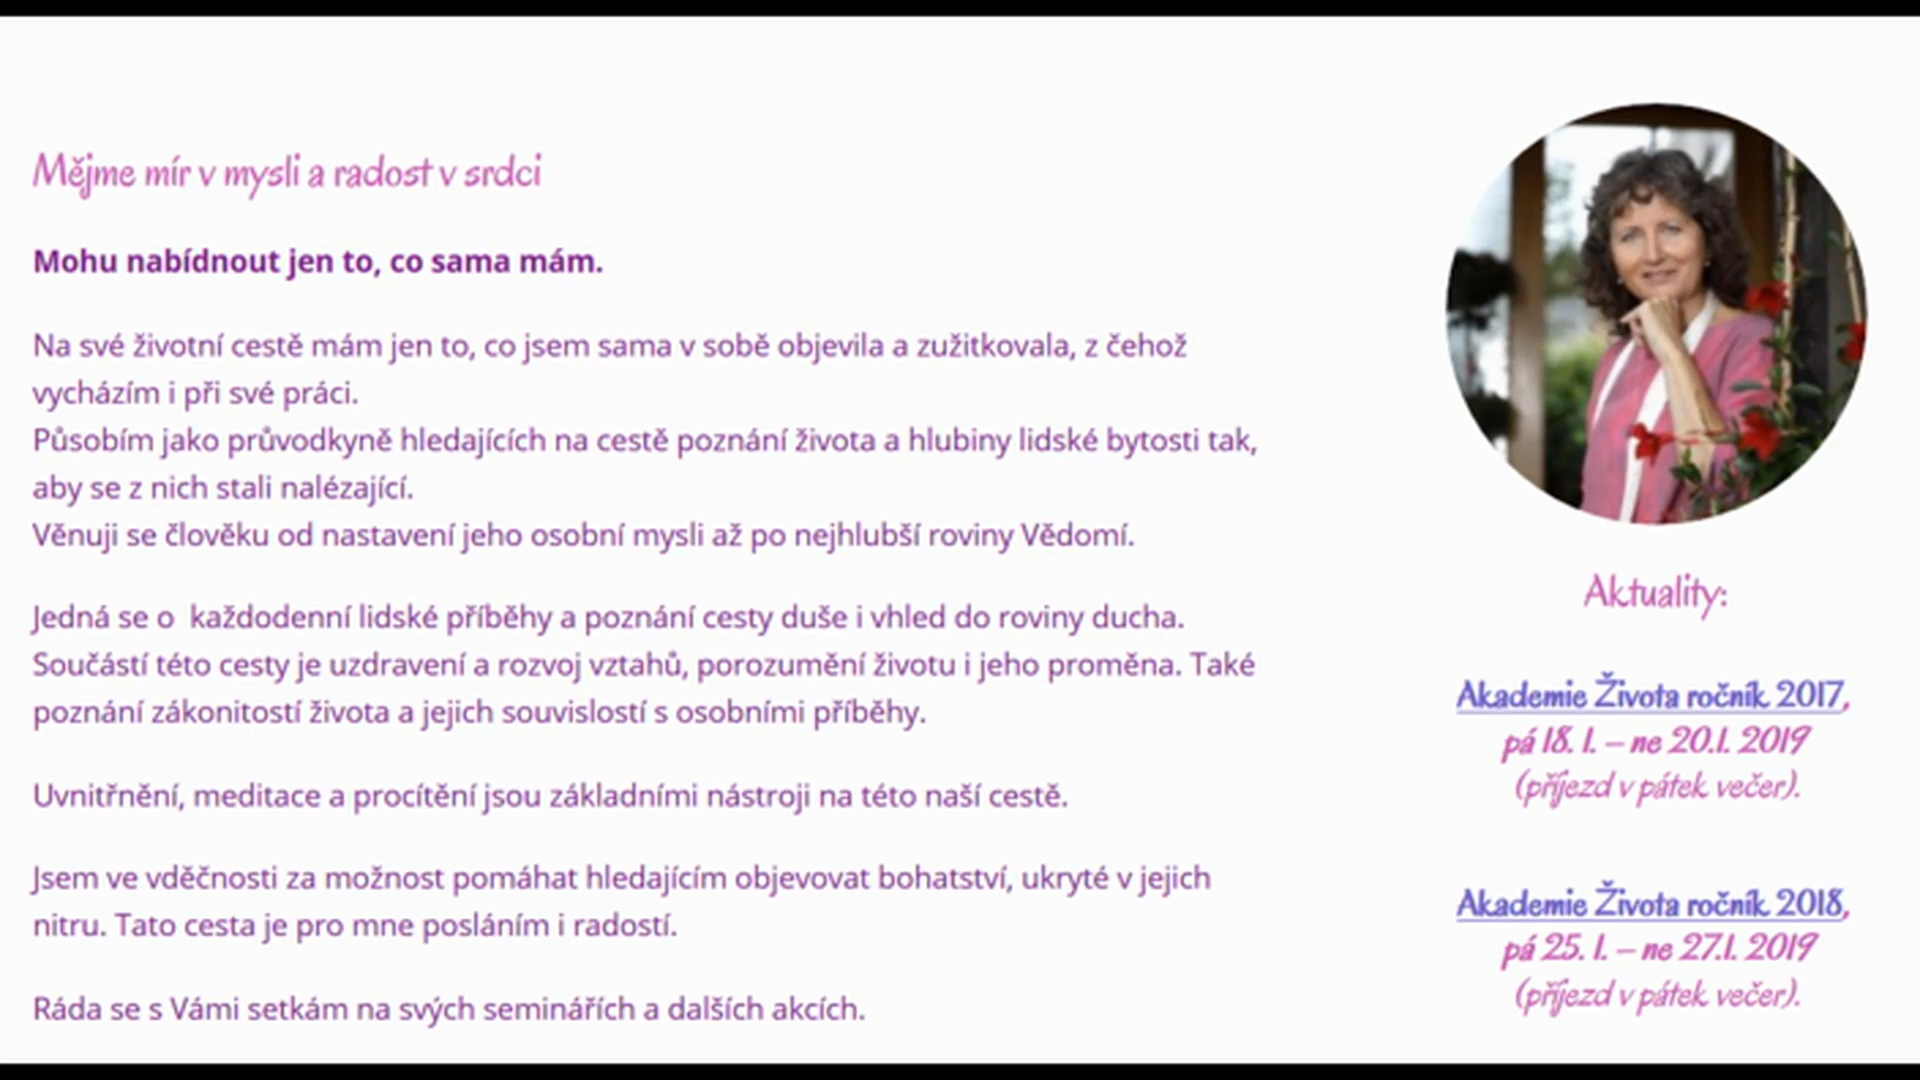 Mějme mír v mysli a radost v srdci
Mohu nabídnout jen to, co sama mám.
Na své životní cestě mám jen to, co jsem sama v sobě objevila a zužitkovala, z čehož
vycházím i při své práci.
Působím jako průvodkyně hledajících na cestě poznání života a hlubiny lidské bytosti tak,
aby se z nich stali nalézající.
Věnuji se člověku od nastavení jeho osobní mysli až po nejhlubší roviny Vědomí.
Jedná se o  každodenní lidské příběhy a poznání cesty duše i vhled do roviny ducha.
Součástí této cesty je uzdravení a rozvoj vztahů, porozumění životu i jeho proměna. Také
poznání zákonitostí života a jejich souvislostí s osobními příběhy.
Uvnitřnění, meditace a procítění jsou základními nástroji na této naší cestě.
Jsem ve vděčnosti za možnost pomáhat hledajícím objevovat bohatství, ukryté v jejich
nitru. Tato cesta je pro mne posláním i radostí.
Ráda se s Vámi setkám na svých seminářích a dalších akcích.
Aktuality:
Akademie Života ročník 2017,
pá 18. 1. – ne 20.1. 2019
(příjezd v pátek večer).
Akademie Života ročník 2018,
pá 25. 1. – ne 27.1. 2019
(příjezd v pátek večer).